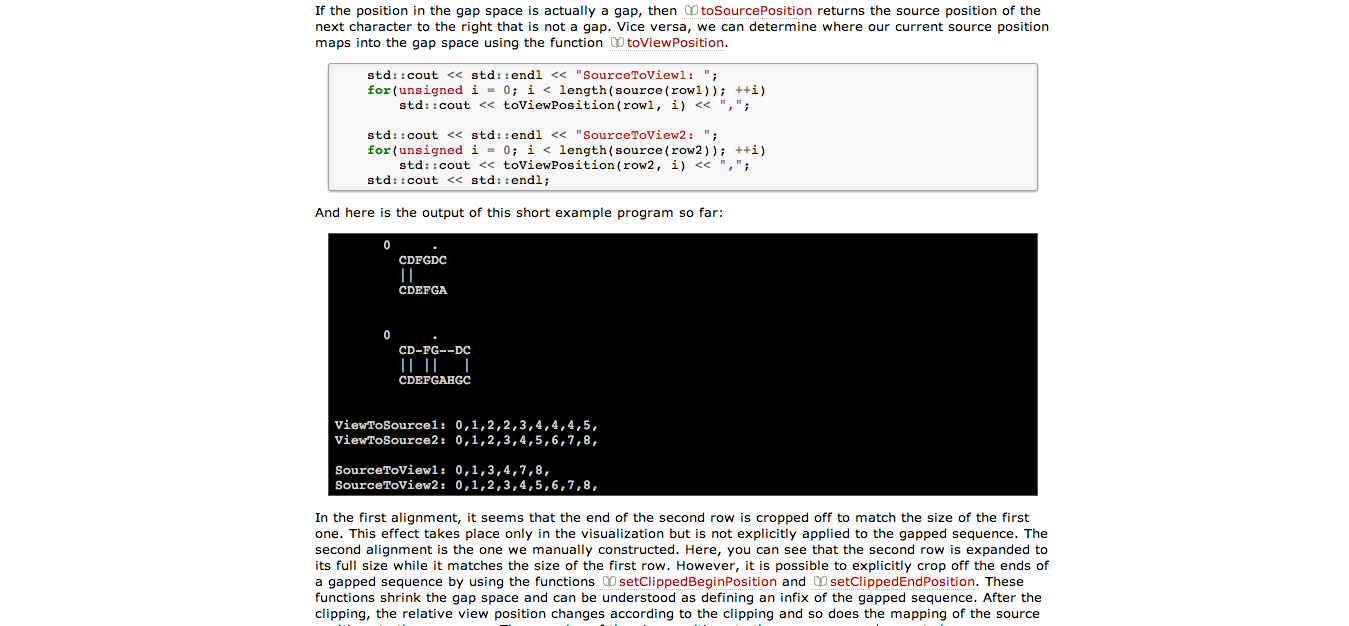 If the position in the gap space is actually a gap, then toSourcePosition returns the source position of the
next character to the right that is not a gap. Vice versa, we can determine where our current source position
maps into the gap space using the function toViewPosition.
std::cout << std::endl << "SourceToView1: ";
for(unsigned i = 0; i < length(source(row1)); ++i)
std::cout << toViewPosition(row1, i) << ",";
std::cout << std::endl << "SourceToView2: ";
for(unsigned i = 0; i < length(source(row2)); ++i)
std::cout << toViewPosition(row2, i) << ",";
std::cout << std::endl;
And here is the output of this short example program so far:
0 .
CDFGDC
||
CDEFGA
0 .
CD-FG--DC
|| || |
CDEFGAHGC
ViewToSource1: 0,1,2,2,3,4,4,4,5,
ViewToSource2: 0,1,2,3,4,5,6,7,8,
SourceToView1: 0,1,3,4,7,8,
SourceToView2: 0,1,2,3,4,5,6,7,8,
In the first alignment, it seems that the end of the second row is cropped off to match the size of the first
one. This effect takes place only in the visualization but is not explicitly applied to the gapped sequence. The
second alignment is the one we manually constructed. Here, you can see that the second row is expanded to
its full size while it matches the size of the first row. However, it is possible to explicitly crop off the ends of
a gapped sequence by using the functions setClippedBeginPosition and setClippedEndPosition. These
functions shrink the gap space and can be understood as defining an infix of the gapped sequence. After the
clipping, the relative view position changes according to the clipping and so does the mapping of the source